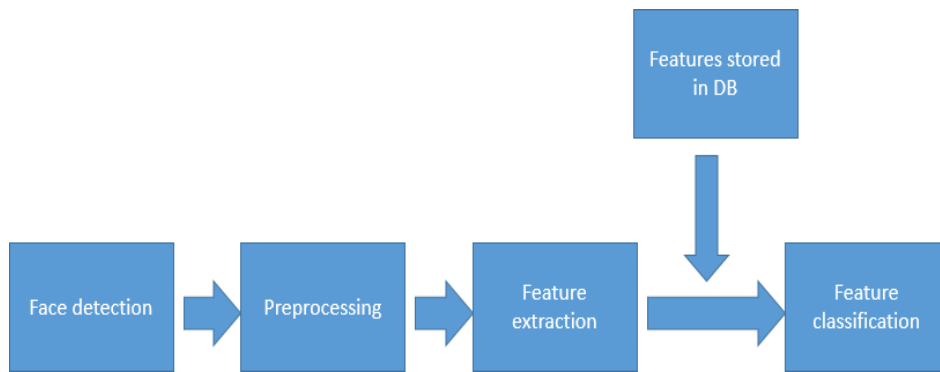 Features stored
in DB
Face detection
Preprocessing
Feature
extraction
Feature
classification